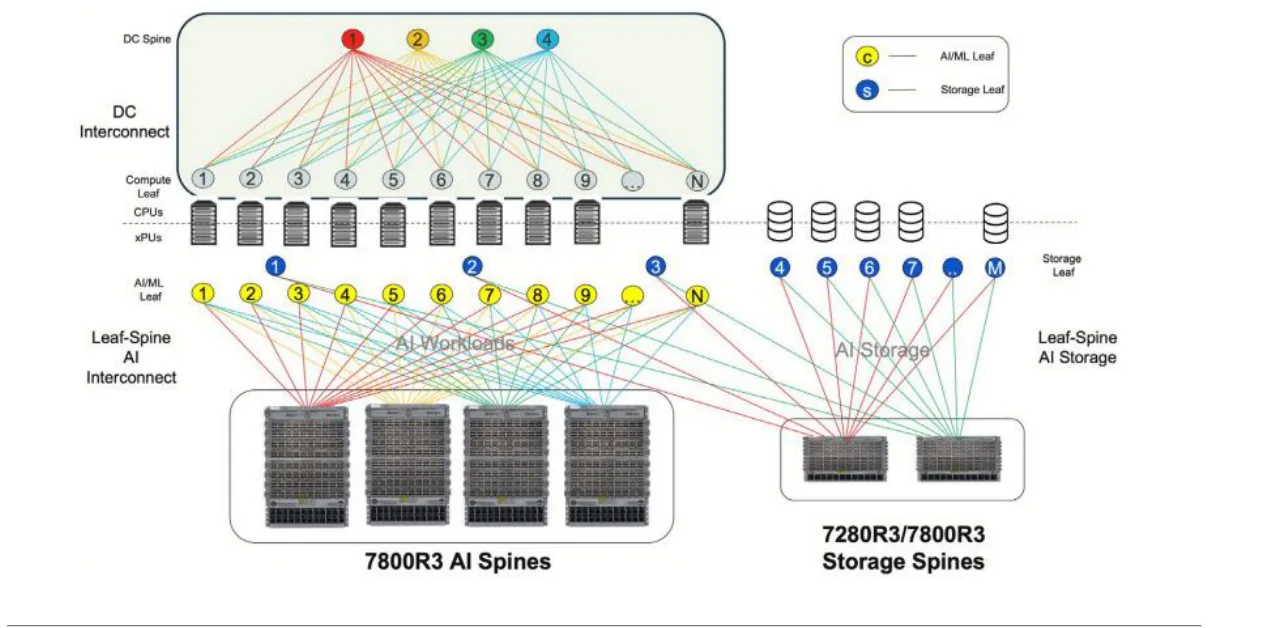 DC Spine
1 2 3 4
c AI/ML Leaf
s Storage Leaf
DC
Interconnect
Compute
Leaf
1 2 3 4 5 6 7 8 9 ... N
CPUs
xPUs
1 2 3 4 5 6 7 .. M
Storage
Leaf
AI/ML
Leaf
1 2 3 4 5 6 7 8 9 ... N
Leaf-Spine
AI
Interconnect
AI Workloads
AI Storage
Leaf-Spine
AI Storage
7800R3 AI Spines
7280R3/7800R3
Storage Spines